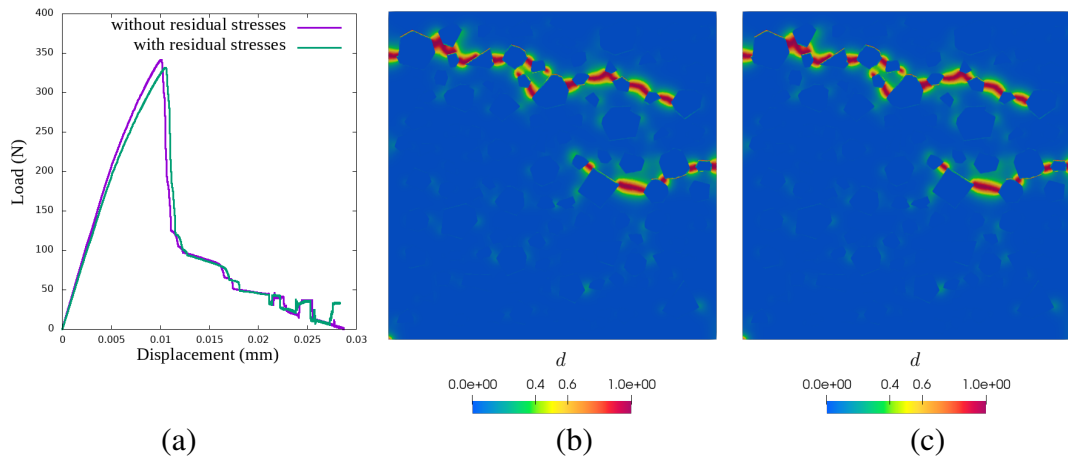 without residual stresses
with residual stresses
Load (N)
400
350
300
250
200
150
100
50
0
0 0.005 0.01 0.015 0.02 0.025 0.03
Displacement (mm)
d
0.0e+00 0.4 0.6 1.0e+00
d
0.0e+00 0.4 0.6 1.0e+00
(a) (b) (c)